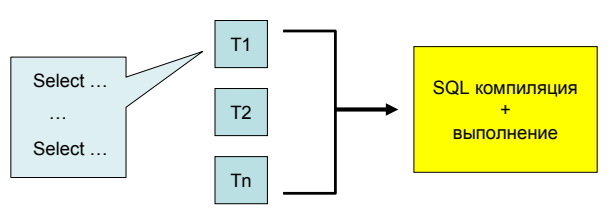 Select …
…
Select …
T1
T2
Tn
SQL компиляция
+
выполнение